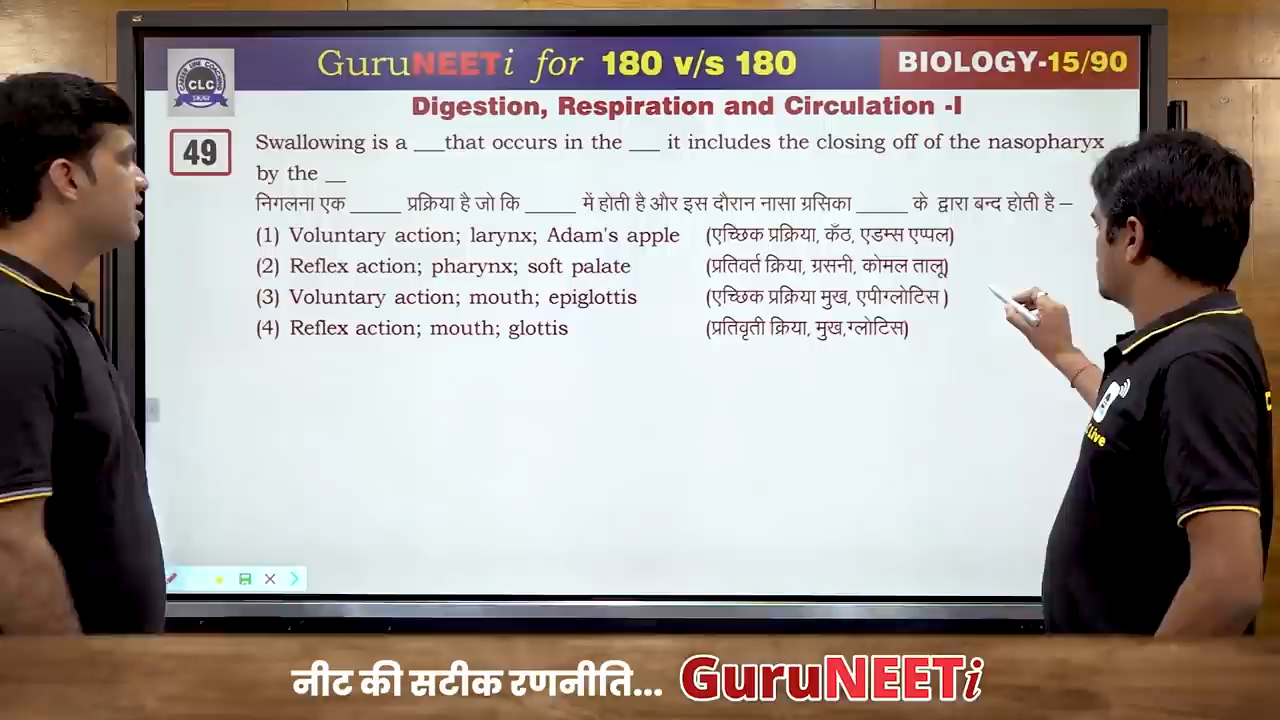 GuruNEETi for 180 v/s 180
BIOLOGY-15/90
CLC
SIKAR
Digestion, Respiration and Circulation -I
49
Swallowing is a ___that occurs in the ___ it includes the closing off of the nasopharyx
by the __
निगलना एक _____ प्रक्रिया है जो कि _____ में होती है और इस दौरान नासा ग्रसिका _____ के द्वारा बन्द होती है –
(1) Voluntary action; larynx; Adam's apple (एच्छिक प्रक्रिया, कॅठ, एडम्स एप्पल)
(2) Reflex action; pharynx; soft palate (प्रतिवर्त क्रिया, ग्रसनी, कोमल तालू)
(3) Voluntary action; mouth; epiglottis (एच्छिक प्रक्रिया मुख, एपीग्लोटिस )
(4) Reflex action; mouth; glottis (प्रतिवृती क्रिया, मुख,ग्लोटिस)
Live
नीट की सटीक रणनीति... GuruNEETi